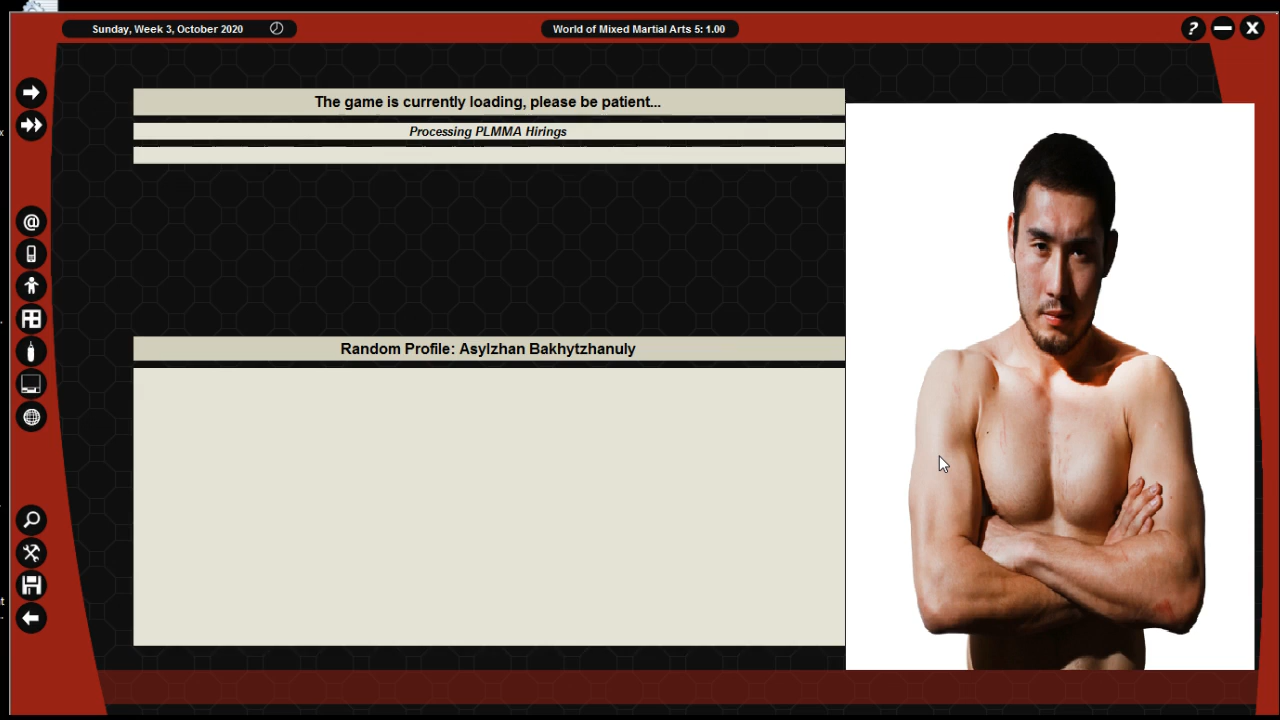 Sunday, Week 3, October 2020
World of Mixed Martial Arts 5: 1.00
?
X
The game is currently loading, please be patient...
Processing PLMMA Hirings
@
Random Profile: Asylzhan Bakhytzhanuly